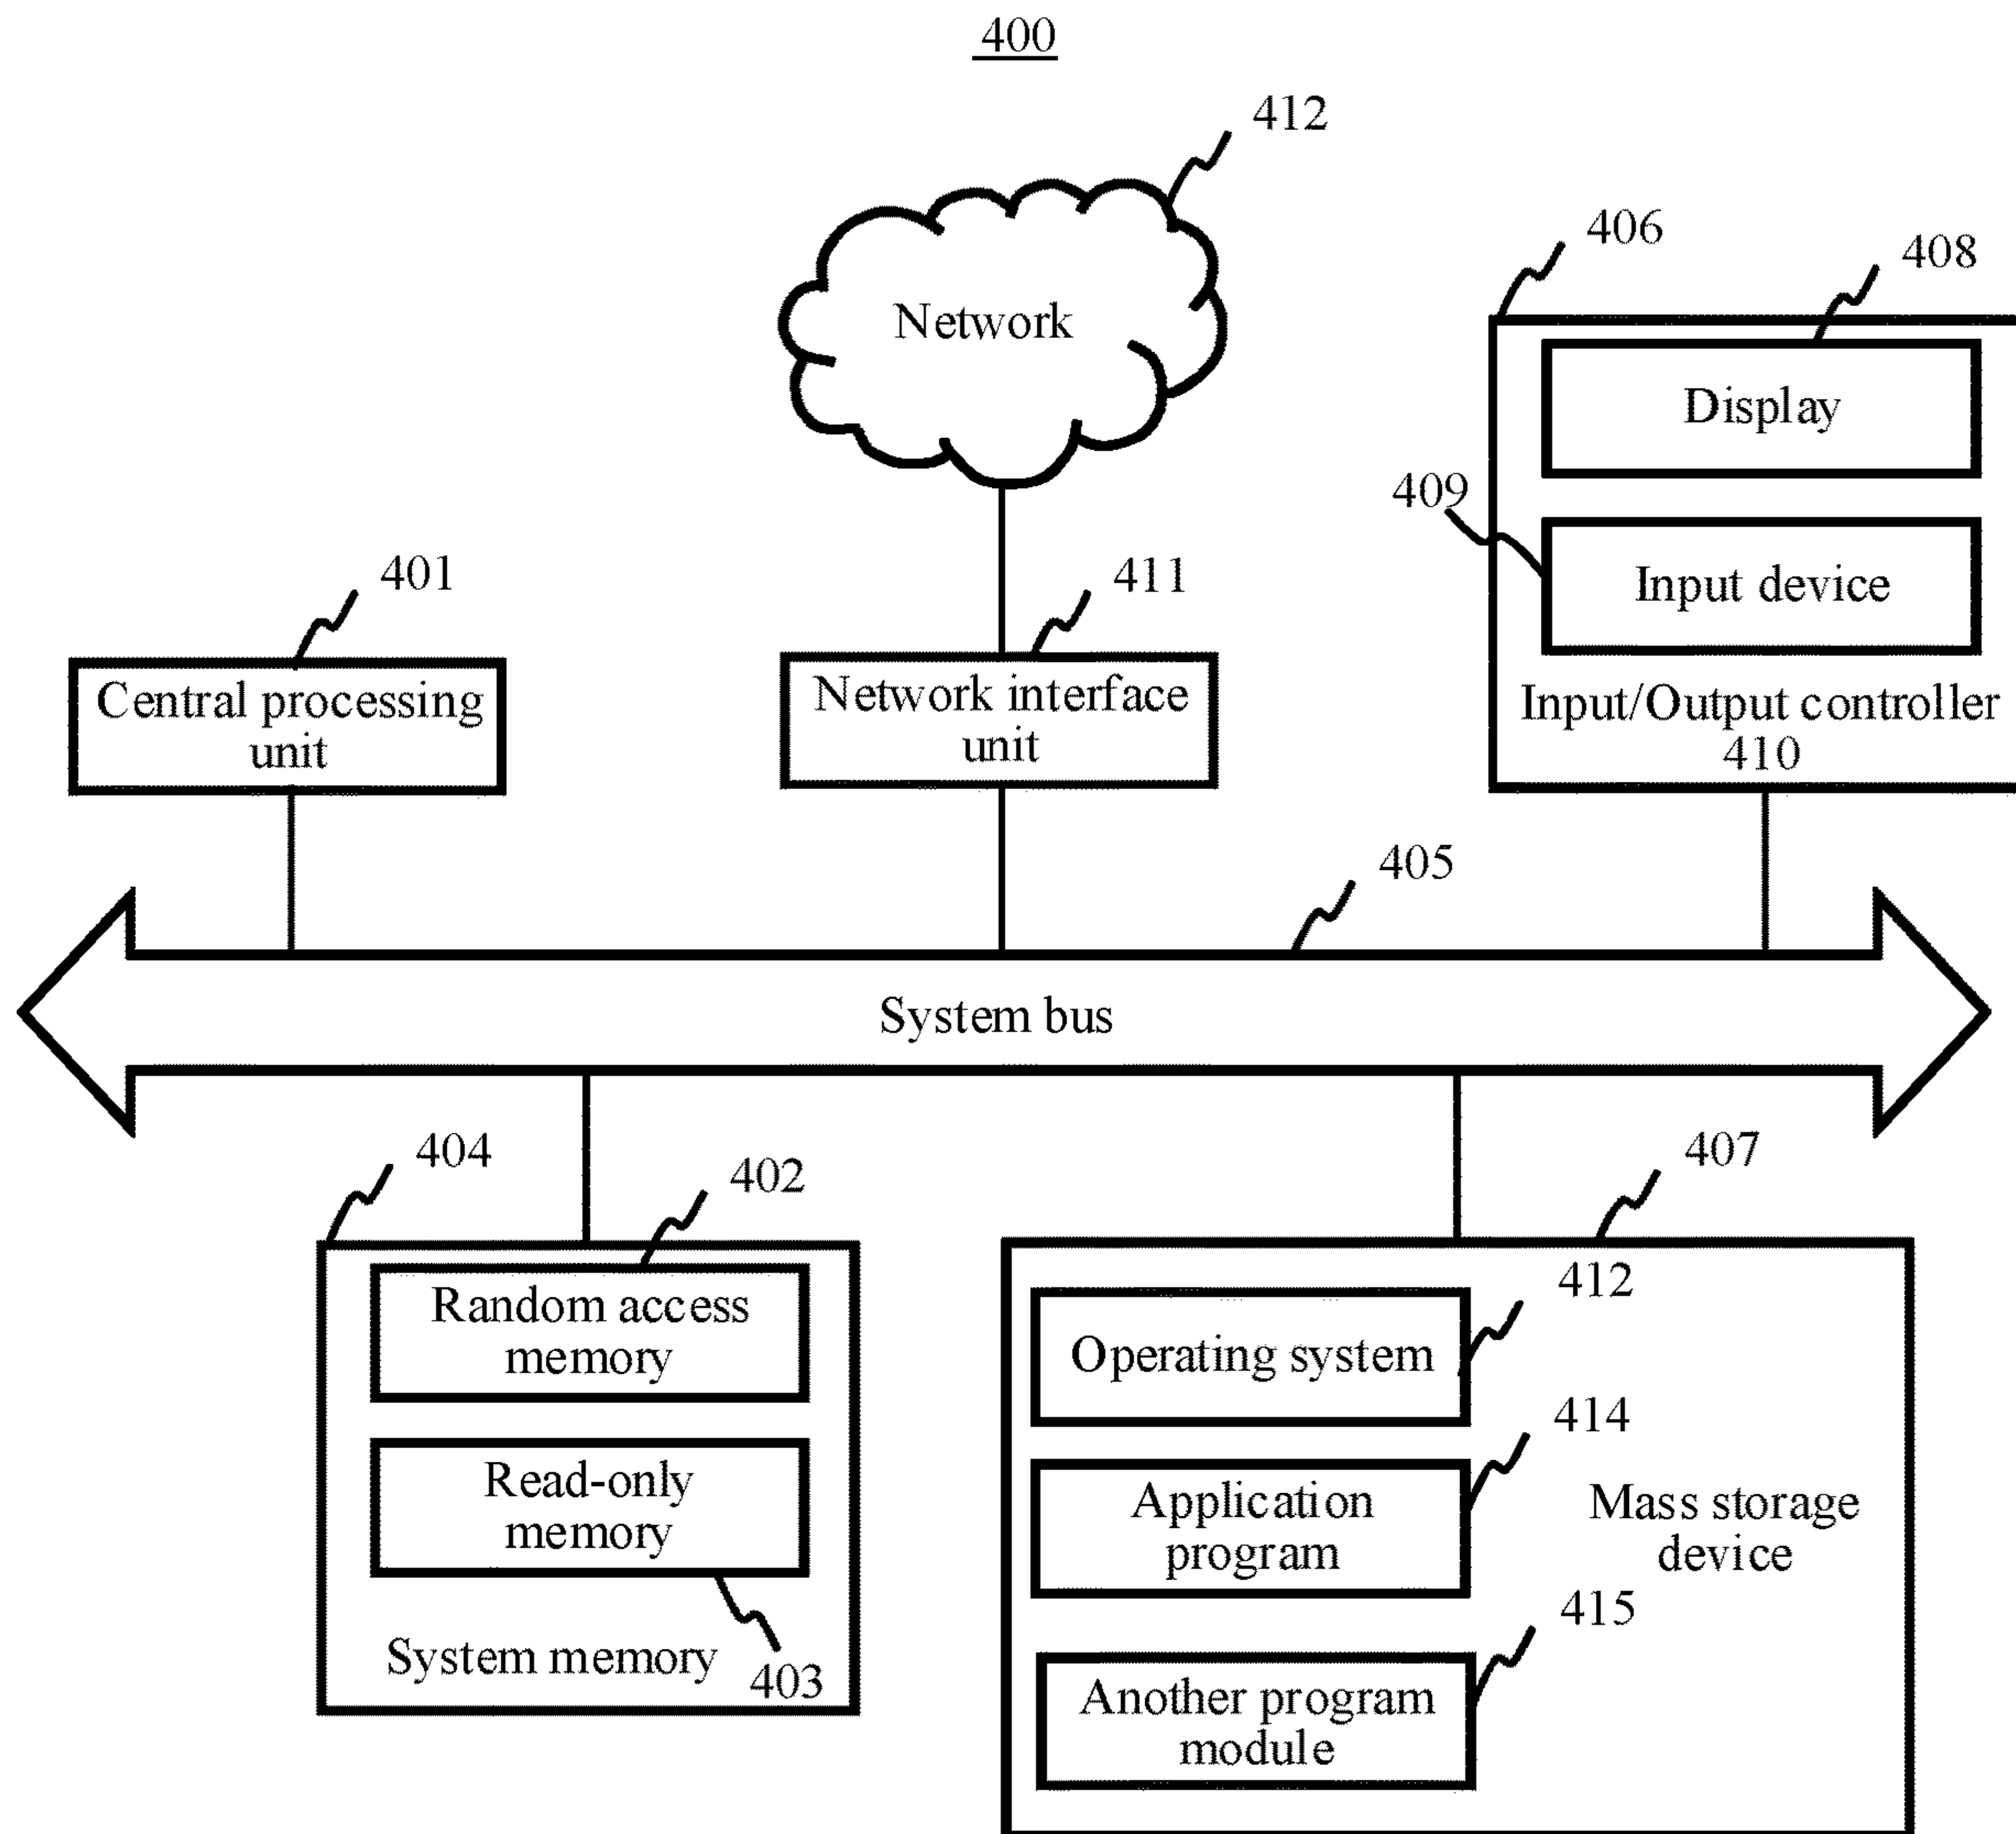 400
412
Network
406
408
Display
409
Input device
Input/Output controller
410
401
Central processing
unit
411
Network interface
unit
405
System bus
404
402
Random access
memory
Read-only
memory
System memory
403
407
412
Operating system
414
Application
program
Mass storage
device
415
Another program
module